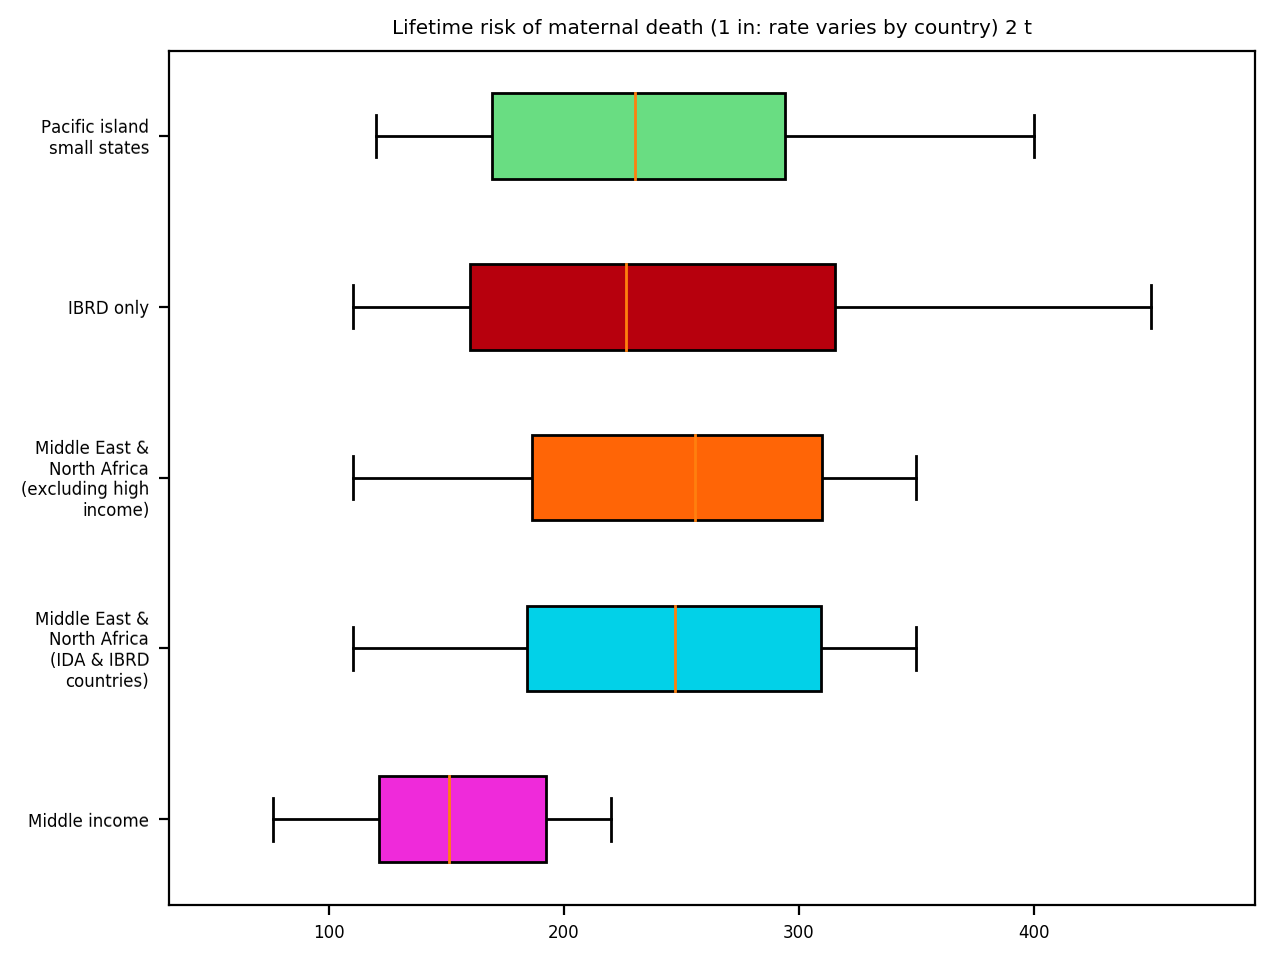 Lifetime risk of maternal death (1 in: rate varies by country) 2 t
Pacific island
small states
IBRD only
Middle East &
North Africa
(excluding high
income)
Middle East &
North Africa
(IDA & IBRD
countries)
Middle income
100
200
300
400